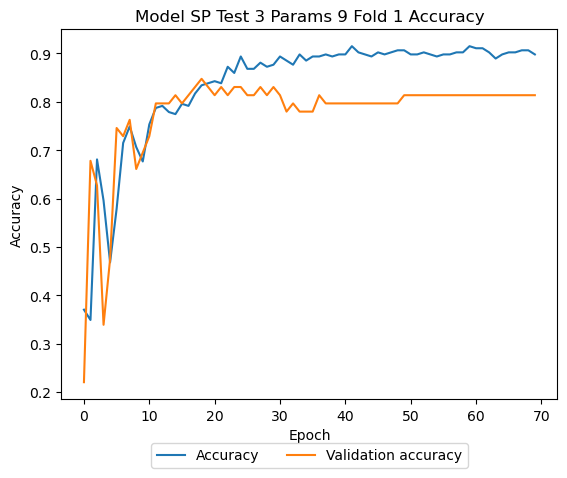 Model SP Test 3 Params 9 Fold 1 Accuracy
0.9
0.8
0.7
0.6
0.5
0.4
0.3
0.2
Accuracy
0 10 20 30 40 50 60 70
Epoch
Accuracy Validation accuracy